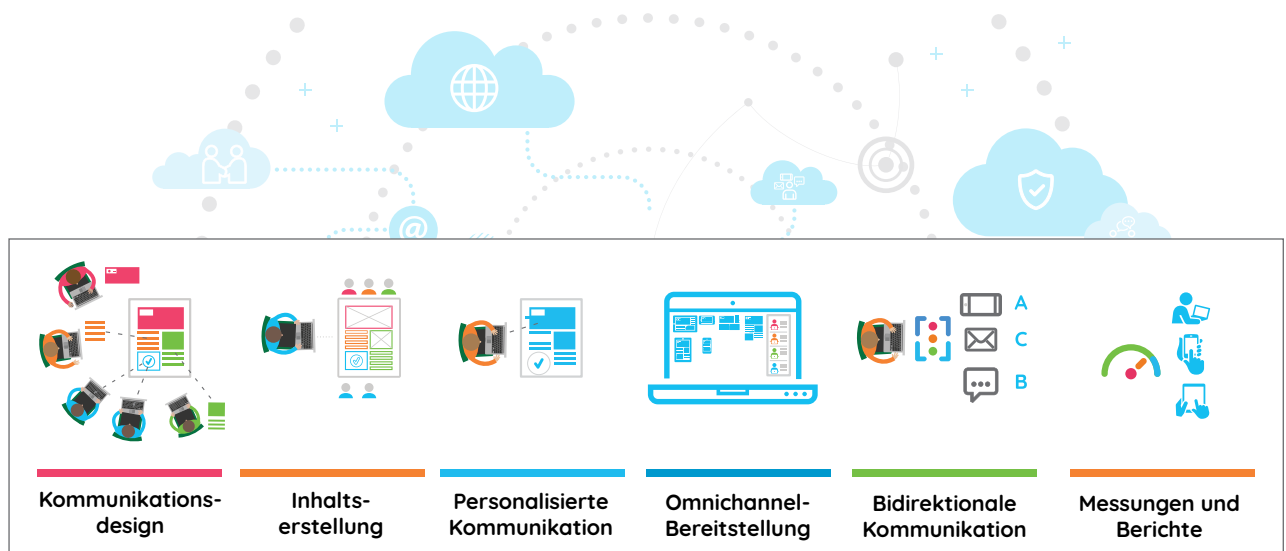 @
A
C
B
Kommunikations-
design
Inhalts-
erstellung
Personalisierte
Kommunikation
Omnichannel-
Bereitstellung
Bidirektionale
Kommunikation
Messungen und
Berichte